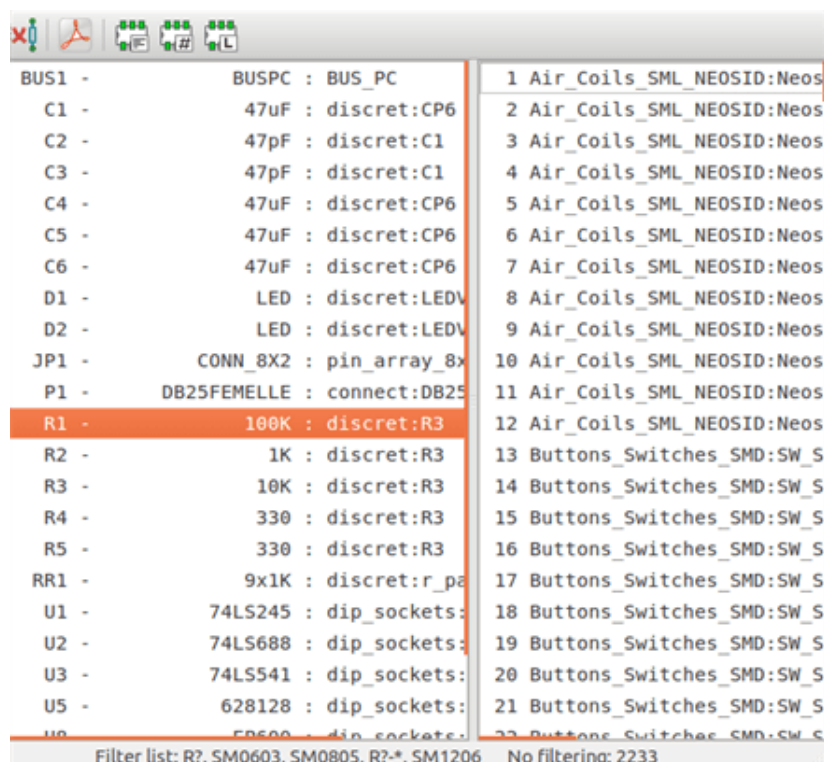 BUS1 - BUSPC : BUS_PC
C1 - 47uF : discret:CP6
C2 - 47pF : discret:C1
C3 - 47pF : discret:C1
C4 - 47uF : discret:CP6
C5 - 47uF : discret:CP6
C6 - 47uF : discret:CP6
D1 - LED : discret:LEDV
D2 - LED : discret:LEDV
JP1 - CONN_8X2 : pin_array_8x
P1 - DB25FEMELLE : connect:DB25
R1 - 100K : discret:R3
R2 - 1K : discret:R3
R3 - 10K : discret:R3
R4 - 330 : discret:R3
R5 - 330 : discret:R3
RR1 - 9x1K : discret:r_pa
U1 - 74LS245 : dip_sockets:
U2 - 74LS688 : dip_sockets:
U3 - 74LS541 : dip_sockets:
U5 - 628128 : dip_sockets:
U8 - EP600 : dip_sockets:
1 Air_Coils_SML_NEOSID:Neos
2 Air_Coils_SML_NEOSID:Neos
3 Air_Coils_SML_NEOSID:Neos
4 Air_Coils_SML_NEOSID:Neos
5 Air_Coils_SML_NEOSID:Neos
6 Air_Coils_SML_NEOSID:Neos
7 Air_Coils_SML_NEOSID:Neos
8 Air_Coils_SML_NEOSID:Neos
9 Air_Coils_SML_NEOSID:Neos
10 Air_Coils_SML_NEOSID:Neos
11 Air_Coils_SML_NEOSID:Neos
12 Air_Coils_SML_NEOSID:Neos
13 Buttons_Switches_SMD:SW_S
14 Buttons_Switches_SMD:SW_S
15 Buttons_Switches_SMD:SW_S
16 Buttons_Switches_SMD:SW_S
17 Buttons_Switches_SMD:SW_S
18 Buttons_Switches_SMD:SW_S
19 Buttons_Switches_SMD:SW_S
20 Buttons_Switches_SMD:SW_S
21 Buttons_Switches_SMD:SW_S
22 Buttons_Switches_SMD:SW_S
Filter list: R?, SM0603, SM0805, R?-*, SM1206 No filtering: 2233